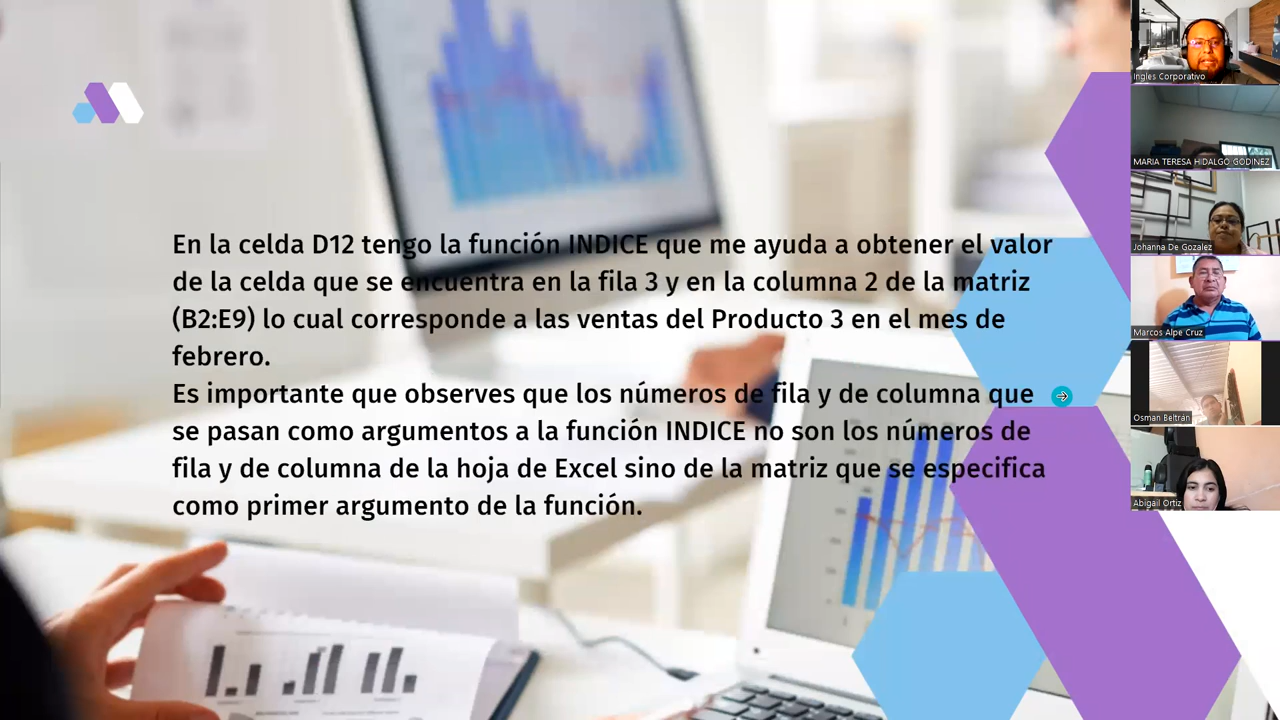 En la celda D12 tengo la función INDICE que me ayuda a obtener el valor
de la celda que se encuentra en la fila 3 y en la columna 2 de la matriz
(B2:E9) lo cual corresponde a las ventas del Producto 3 en el mes de
febrero.
Es importante que observes que los números de fila y de columna que
se pasan como argumentos a la función INDICE no son los números de
fila y de columna de la hoja de Excel sino de la matriz que se especifica
como primer argumento de la función.
Ingles Corporativo
MARIA TERESA HIDALGO GODINEZ
Johanna De Gozalez
Marcos Alpe Cruz
Osman Beltrán
Abigail Ortiz